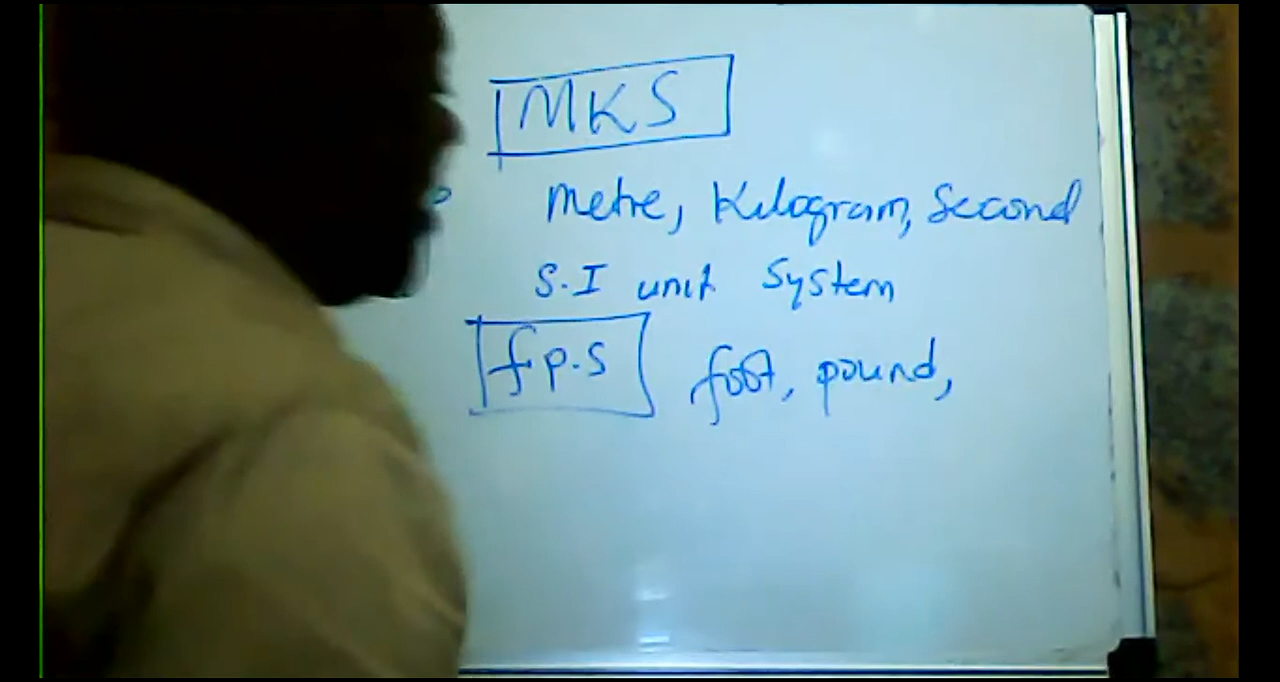 MKS
Metre, Kilogram, Second
S.I unit System
f p.s foot, pound,